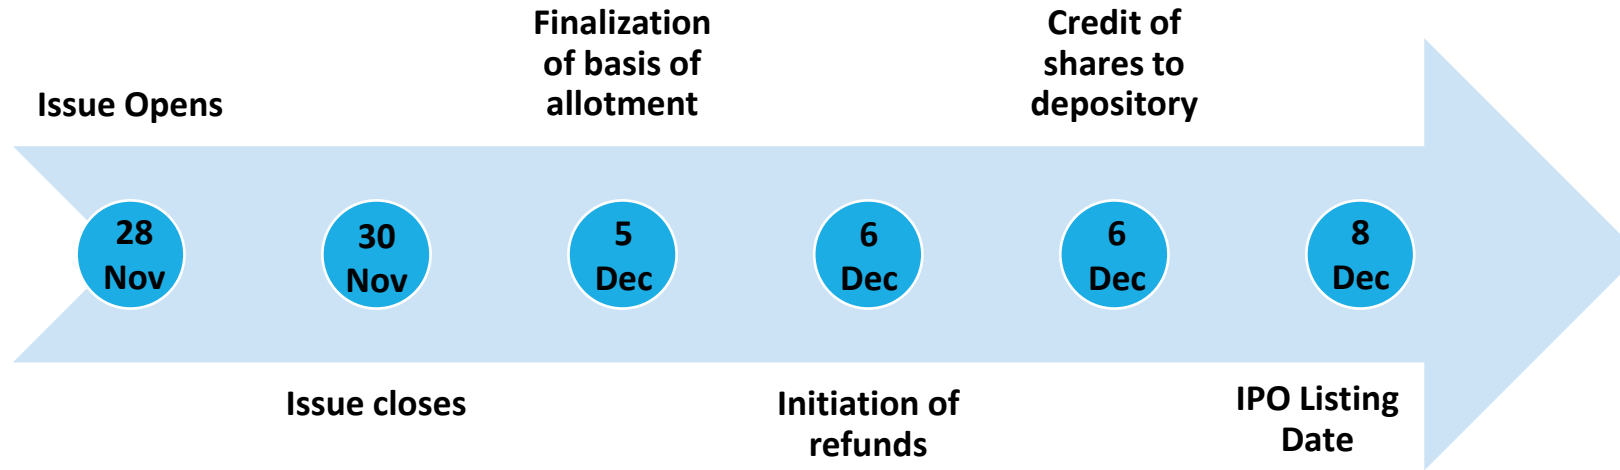 Issue Opens
28
Nov
30
Nov
Issue closes
Finalization
of basis of
allotment
5
Dec
6
Dec
Initiation of
refunds
Credit of
shares to
depository
6
Dec
8
Dec
IPO Listing
Date